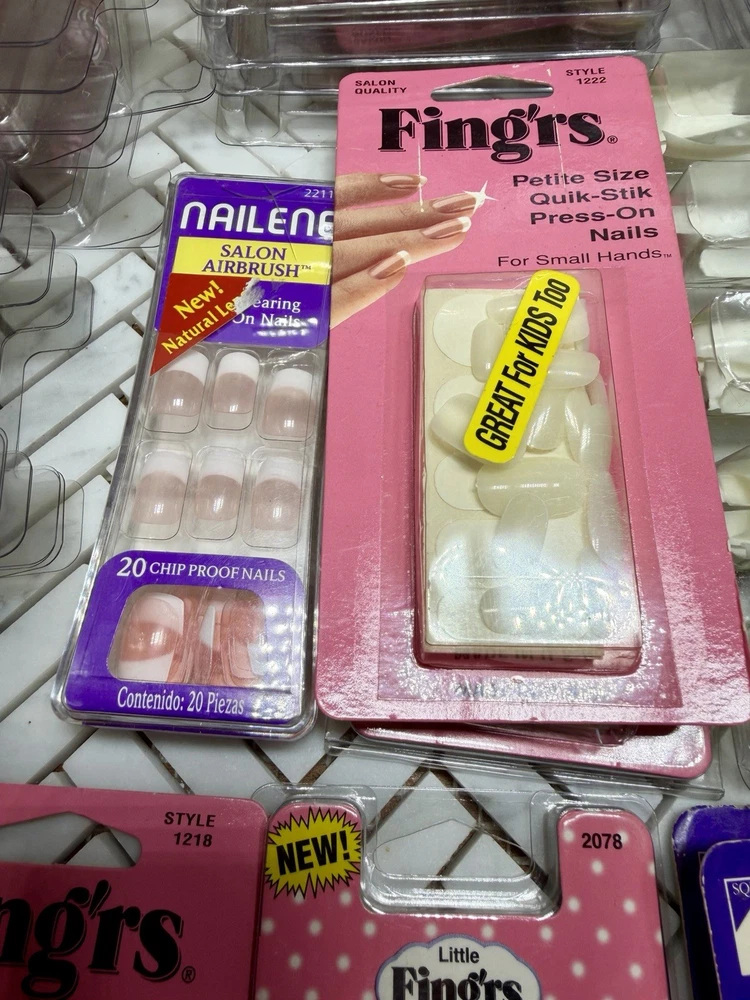 2211
NAILENE
SALON
AIRBRUSH™
New!
Natural
earing
On Nails
20 CHIP PROOF NAILS
Contenido: 20 Piezas
SALON
QUALITY
STYLE
1222
Fing'rs®
Petite Size
Quik-Stik
Press-On
Nails
For Small Hands™
GREAT For KIDS Too
STYLE
1218
ng'rs®
NEW!
2078
Little
Fing'rs
SQ